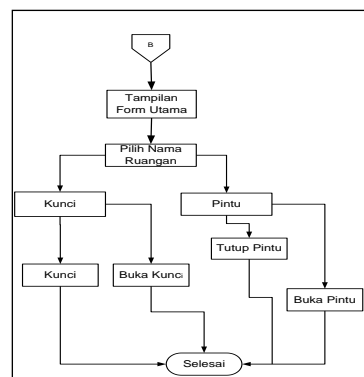 B
Tampilan
Form Utama
Pilih Nama
Ruangan
Kunci
Pintu
Tutup Pintu
Kunci
Buka Kunci
Buka Pintu
Selesai